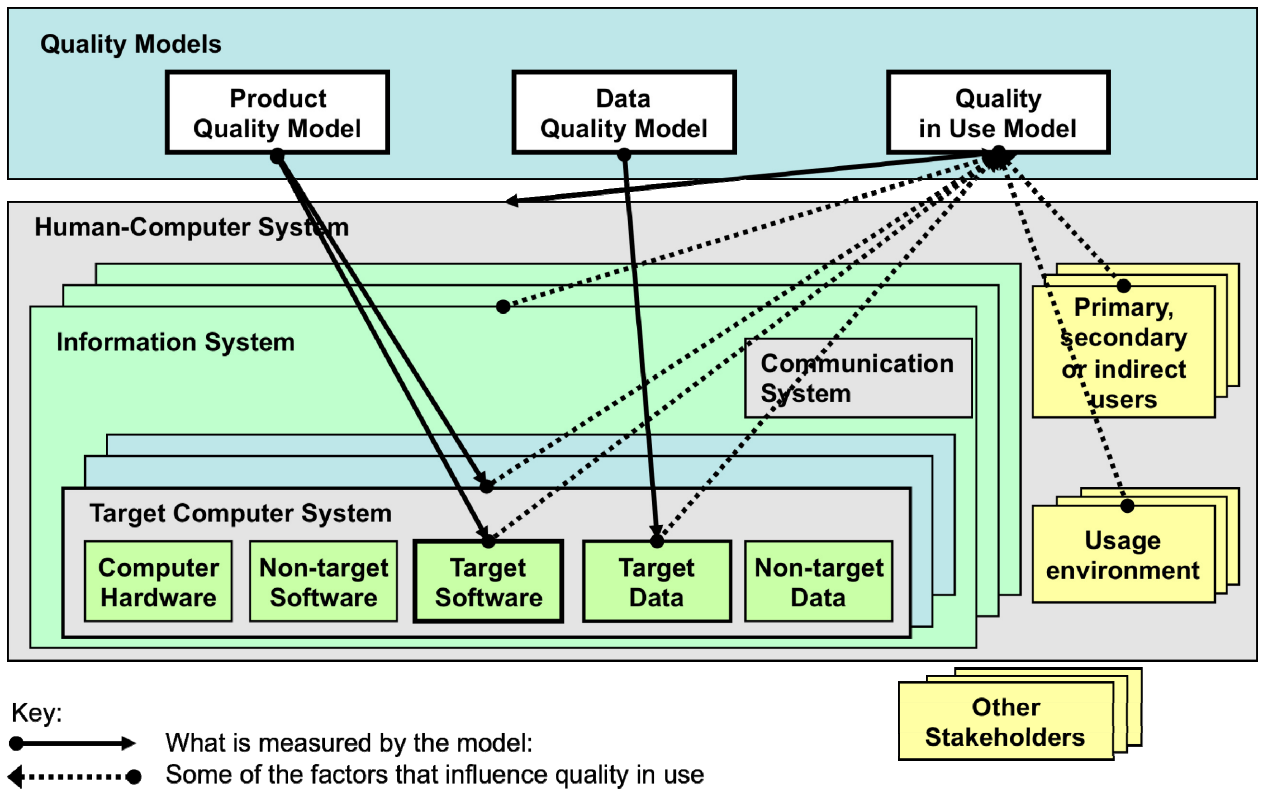 Quality Models
Product
Quality Model
Data
Quality Model
Quality
in Use Model
Human-Computer System
Information System
Communication
System
Primary,
secondary
or indirect
users
Target Computer System
Computer
Hardware
Non-target
Software
Target
Software
Target
Data
Non-target
Data
Usage
environment
Other
Stakeholders
Key:
What is measured by the model:
Some of the factors that influence quality in use